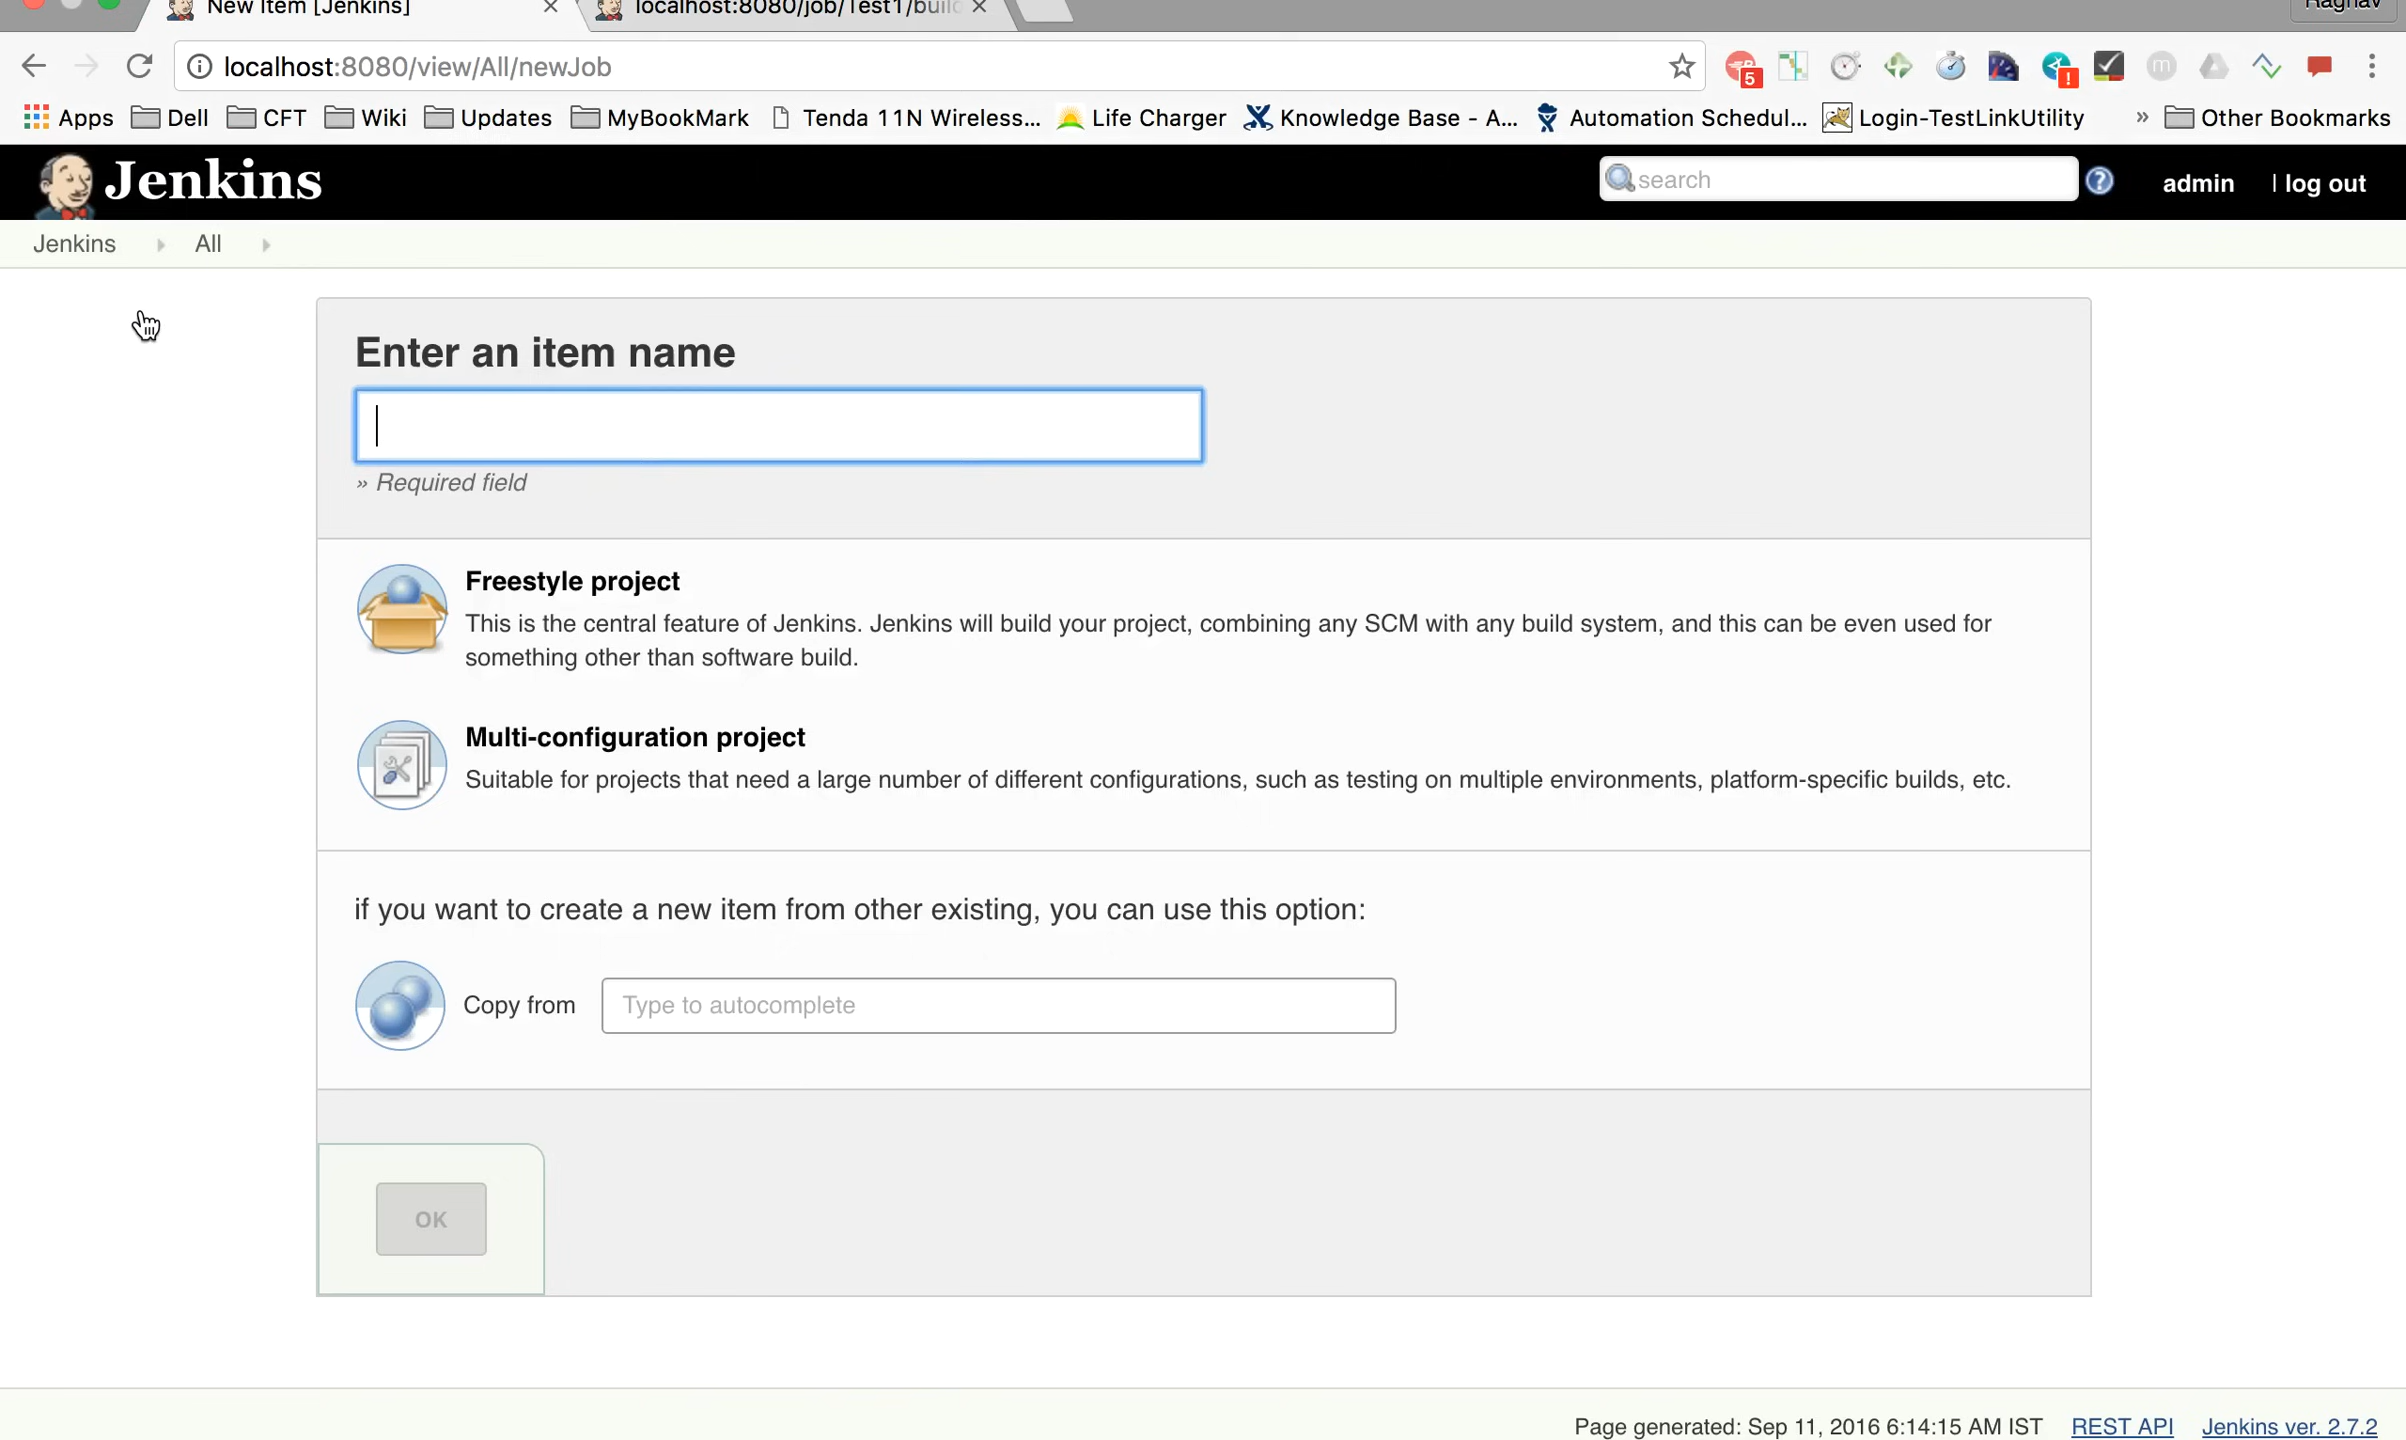 New Item [Jenkins]
localhost:8080/job/Test1/build
Raghav
localhost:8080/view/All/newJob
5
!
m
Apps Dell CFT Wiki Updates MyBookMark Tenda 11N Wireless... Life Charger Knowledge Base - A... Automation Schedul... Login-TestLinkUtility » Other Bookmarks
Jenkins
search
?
admin
| log out
Jenkins All
Enter an item name
» Required field
Freestyle project
This is the central feature of Jenkins. Jenkins will build your project, combining any SCM with any build system, and this can be even used for
something other than software build.
Multi-configuration project
Suitable for projects that need a large number of different configurations, such as testing on multiple environments, platform-specific builds, etc.
if you want to create a new item from other existing, you can use this option:
Copy from
Type to autocomplete
OK
Page generated: Sep 11, 2016 6:14:15 AM IST REST API Jenkins ver. 2.7.2